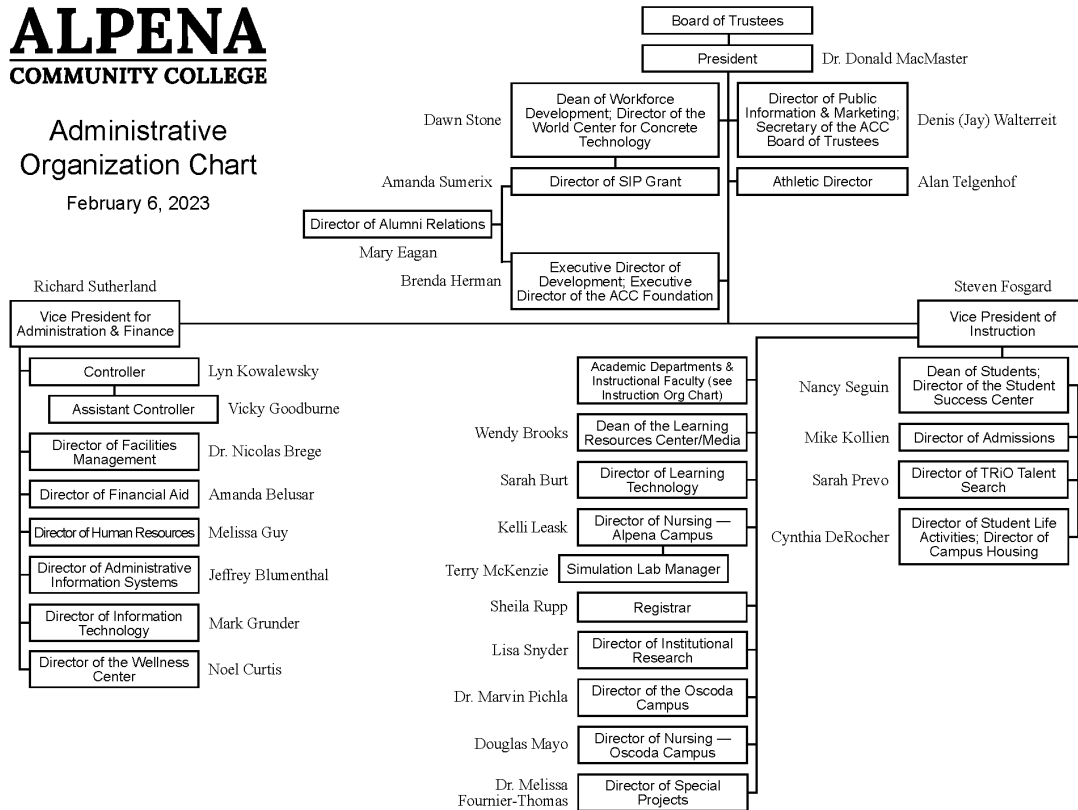 ALPENA
COMMUNITY COLLEGE
Administrative
Organization Chart
February 6, 2023
Board of Trustees
President
Dr. Donald MacMaster
Dawn Stone
Dean of Workforce
Development; Director of the
World Center for Concrete
Technology
Director of Public
Information & Marketing;
Secretary of the ACC
Board of Trustees
Denis (Jay) Walterreit
Amanda Sumerix
Director of SIP Grant
Athletic Director
Alan Telgenhof
Director of Alumni Relations
Mary Eagan
Brenda Herman
Executive Director of
Development; Executive
Director of the ACC Foundation
Richard Sutherland
Vice President for
Administration & Finance
Controller
Lyn Kowalewsky
Assistant Controller
Vicky Goodburne
Director of Facilities
Management
Dr. Nicolas Brege
Director of Financial Aid
Amanda Belusar
Director of Human Resources
Melissa Guy
Director of Administrative
Information Systems
Jeffrey Blumenthal
Director of Information
Technology
Mark Grunder
Director of the Wellness
Center
Noel Curtis
Steven Fosgard
Vice President of
Instruction
Academic Departments &
Instructional Faculty (see
Instruction Org Chart)
Wendy Brooks
Dean of the Learning
Resources Center/Media
Sarah Burt
Director of Learning
Technology
Kelli Leask
Director of Nursing —
Alpena Campus
Terry McKenzie
Simulation Lab Manager
Sheila Rupp
Registrar
Lisa Snyder
Director of Institutional
Research
Dr. Marvin Pichla
Director of the Oscoda
Campus
Douglas Mayo
Director of Nursing —
Oscoda Campus
Dr. Melissa
Fournier-Thomas
Director of Special
Projects
Nancy Seguin
Dean of Students;
Director of the Student
Success Center
Mike Kollien
Director of Admissions
Sarah Prevo
Director of TRiO Talent
Search
Cynthia DeRocher
Director of Student Life
Activities; Director of
Campus Housing